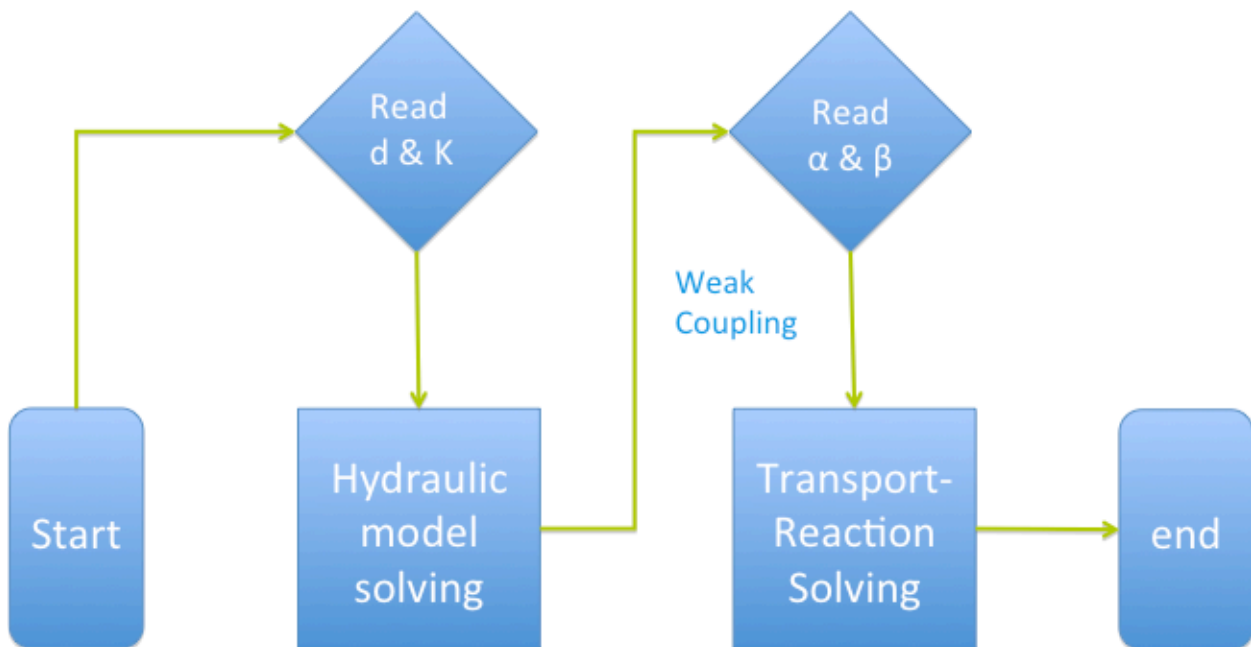 Start
Read
d & K
Hydraulic
model
solving
Weak
Coupling
Read
α & β
Transport-
Reaction
Solving
end